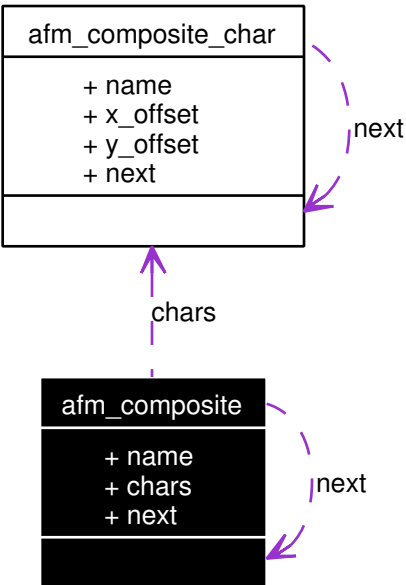 afm_composite_char
+ name
+ x_offset
+ y_offset
+ next
next
chars
afm_composite
+ name
+ chars
+ next
next